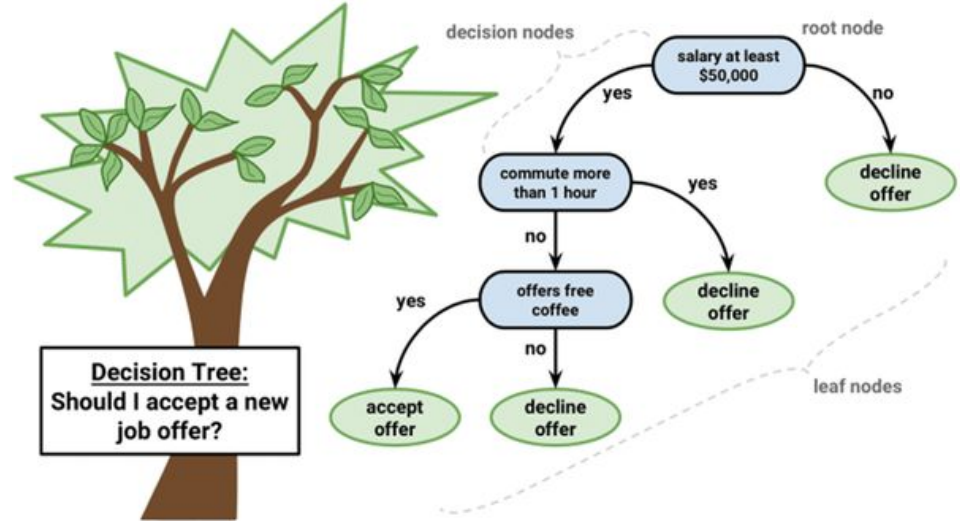 decision nodes
root node
salary at least
$50,000
yes
no
commute more
than 1 hour
yes
decline
offer
no
offers free
coffee
decline
offer
yes
no
leaf nodes
accept
offer
decline
offer
Decision Tree:
Should I accept a new
job offer?